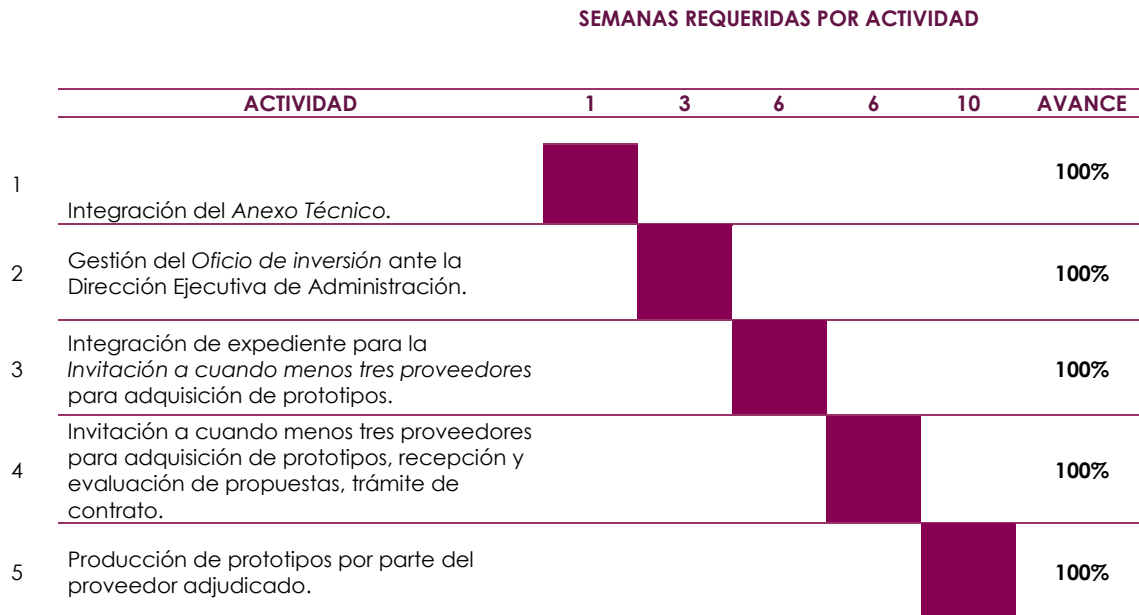 SEMANAS REQUERIDAS POR ACTIVIDAD
ACTIVIDAD 1 3 6 6 10 AVANCE
1 Integración del Anexo Técnico. 100%
2 Gestión del Oficio de inversión ante la
Dirección Ejecutiva de Administración. 100%
3 Integración de expediente para la
Invitación a cuando menos tres proveedores
para adquisición de prototipos. 100%
4 Invitación a cuando menos tres proveedores
para adquisición de prototipos, recepción y
evaluación de propuestas, trámite de
contrato. 100%
5 Producción de prototipos por parte del
proveedor adjudicado. 100%